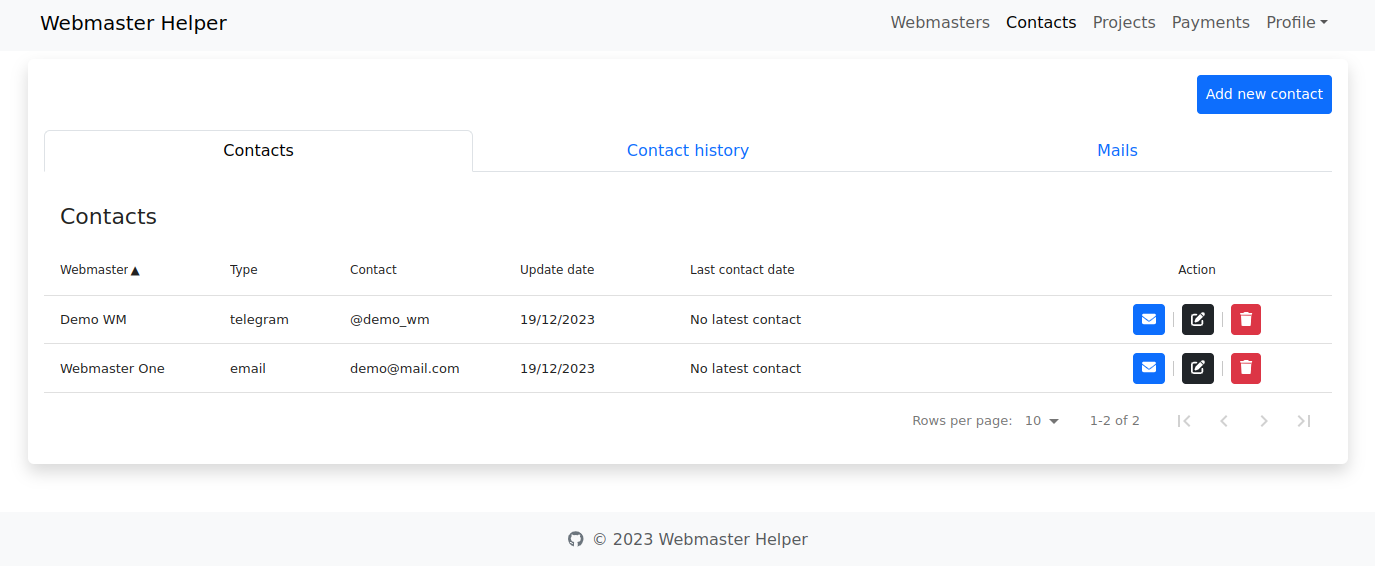 Webmaster Helper Webmasters Contacts Projects Payments Profile
Add new contact
Contacts Contact history Mails
Contacts
Webmaster▲ Type Contact Update date Last contact date Action
Demo WM telegram @demo_wm 19/12/2023 No latest contact
Webmaster One email demo@mail.com 19/12/2023 No latest contact
Rows per page: 10 1-2 of 2
© 2023 Webmaster Helper